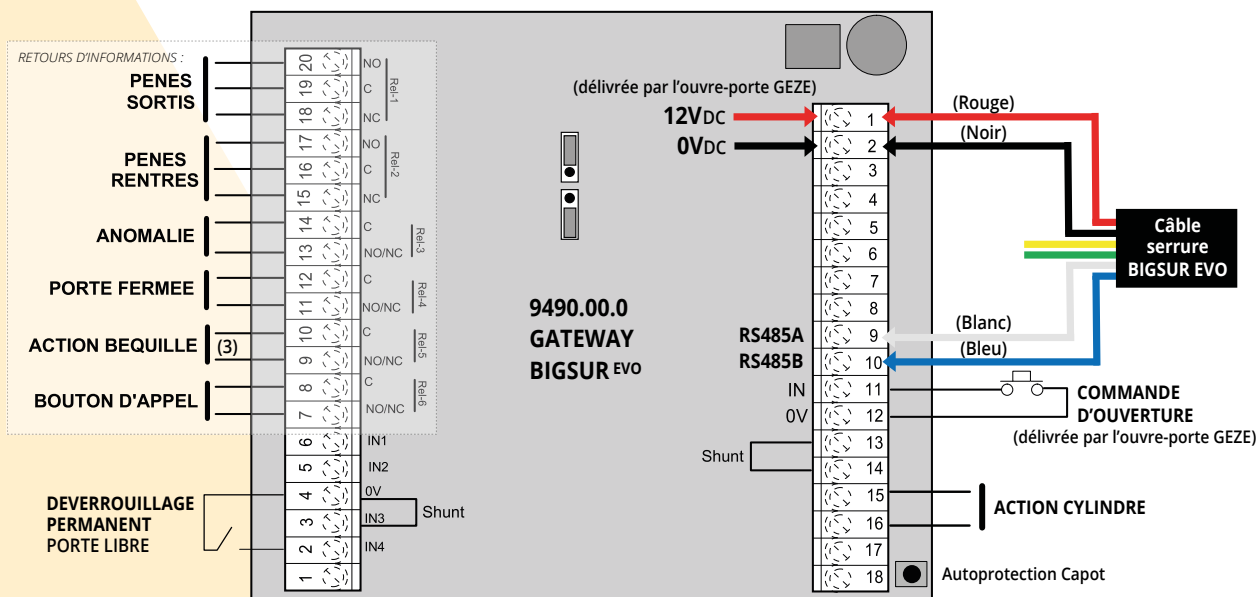 RETOURS D'INFORMATIONS :
PENES
SORTIS
20
NO
19
C
18
NC
Rel-1
PENES
RENTRES
17
NO
16
C
15
NC
Rel-2
ANOMALIE
14
C
13
NO/NC
Rel-3
PORTE FERMEE
12
C
11
NO/NC
Rel-4
ACTION BEQUILLE
(3)
10
C
9
NO/NC
Rel-5
BOUTON D'APPEL
8
C
7
NO/NC
Rel-6
6
IN1
5
IN2
DEVERROUILLAGE
PERMANENT
PORTE LIBRE
4
0V
3
IN3
Shunt
2
IN4
1
9490.00.0
GATEWAY
BIGSUR EVO
(délivrée par l'ouvre-porte GEZE)
12VDC
1
(Rouge)
0VDC
2
(Noir)
3
4
5
6
7
8
Câble
serrure
BIGSUR EVO
RS485A
9
(Blanc)
RS485B
10
(Bleu)
IN
11
0V
12
COMMANDE
D'OUVERTURE
(délivrée par l'ouvre-porte GEZE)
Shunt
13
14
15
16
ACTION CYLINDRE
17
18
Autoprotection Capot